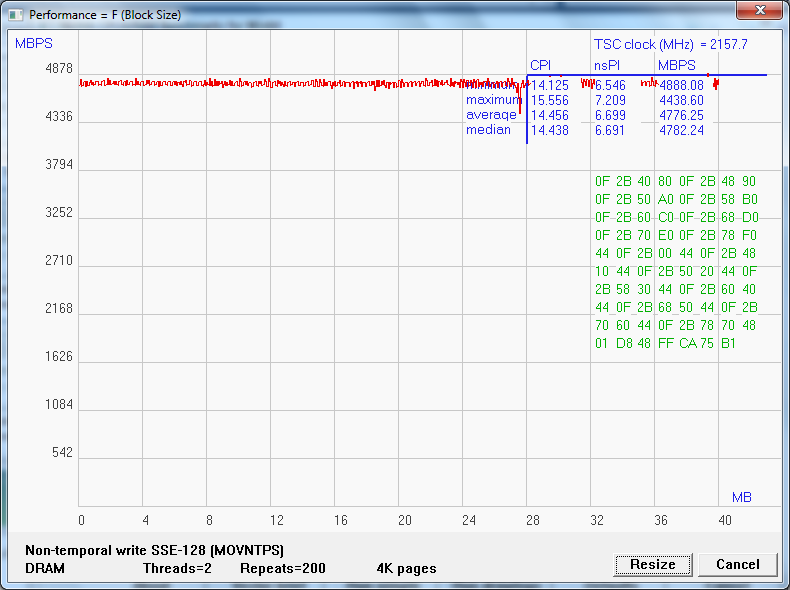 Performance = F (Block Size)
MBPS
TSC clock (MHz) = 2157.7
CPI nsPI MBPS
minimum 14.125 6.546 4888.08
maximum 15.556 7.209 4438.60
average 14.456 6.699 4776.25
median 14.438 6.691 4782.24
4878
4336
3794
3252
2710
2168
1626
1084
542
0F 2B 40 80 0F 2B 48 90
0F 2B 50 A0 0F 2B 58 B0
0F 2B 60 C0 0F 2B 68 D0
0F 2B 70 E0 0F 2B 78 F0
44 0F 2B 00 44 0F 2B 48
10 44 0F 2B 50 20 44 0F
2B 58 30 44 0F 2B 60 40
44 0F 2B 68 50 44 0F 2B
70 60 44 0F 2B 78 70 48
01 D8 48 FF CA 75 B1
MB
0 4 8 12 16 20 24 28 32 36 40
Non-temporal write SSE-128 (MOVNTPS)
DRAM Threads=2 Repeats=200 4K pages
Resize Cancel